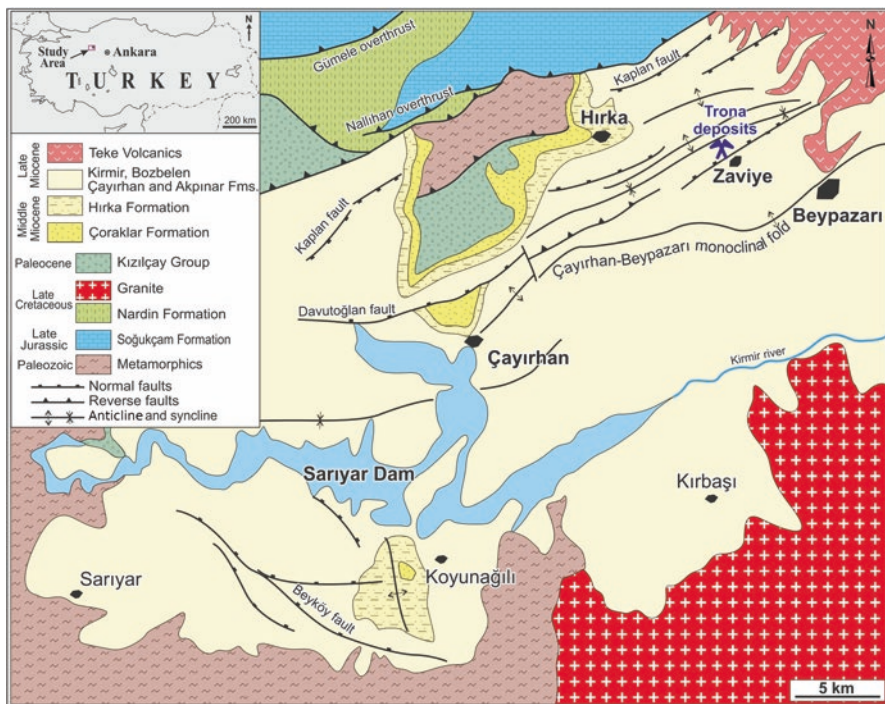 N
Study
Area
Ankara
TURKEY
200 km
Late
Miocene
Teke Volcanics
Kirmir, Bozbelen
Çayırhan and Akpınar Fms.
Middle
Miocene
Hırka Formation
Çoraklar Formation
Paleocene
Kızılçay Group
Late
Cretaceous
Granite
Nardin Formation
Late
Jurassic
Soğukçam Formation
Paleozoic
Metamorphics
Normal faults
Reverse faults
Anticline and syncline
Gümele overthrust
Nallıhan overthrust
Kaplan fault
N
Hırka
Trona
deposits
Zaviye
Beypazarı
Kaplan fault
Çayırhan-Beypazarı monoclinal fold
Davutoğlan fault
Çayırhan
Kirmir river
Sarıyar Dam
Kırbaşı
Sarıyar
Koyunağılı
Beyköy fault
5 km